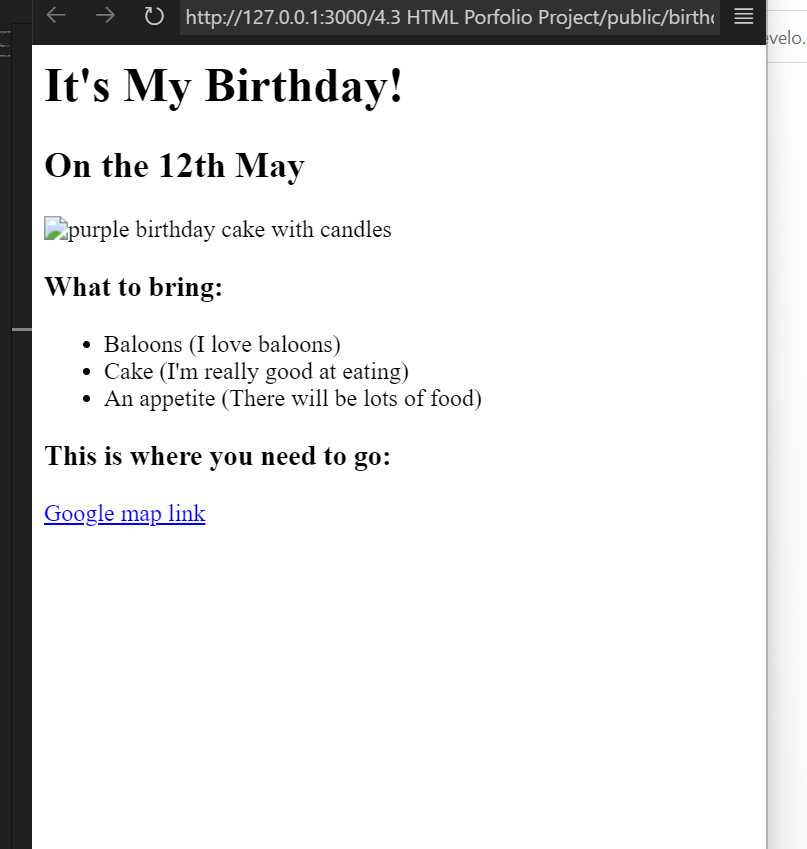 http://127.0.0.1:3000/4.3 HTML Porfolio Project/public/birthd
evelo.
It's My Birthday!
On the 12th May
purple birthday cake with candles
What to bring:
Baloons (I love baloons)
Cake (I'm really good at eating)
An appetite (There will be lots of food)
This is where you need to go:
Google map link